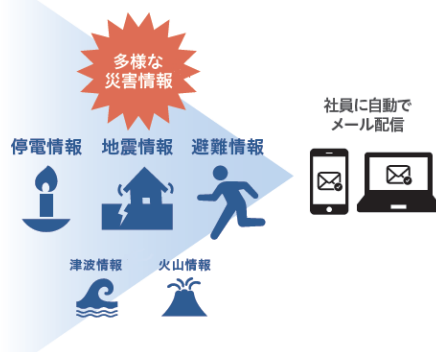 多様な
災害情報
社員に自動で
メール配信
停電情報 地震情報 避難情報
津波情報 火山情報